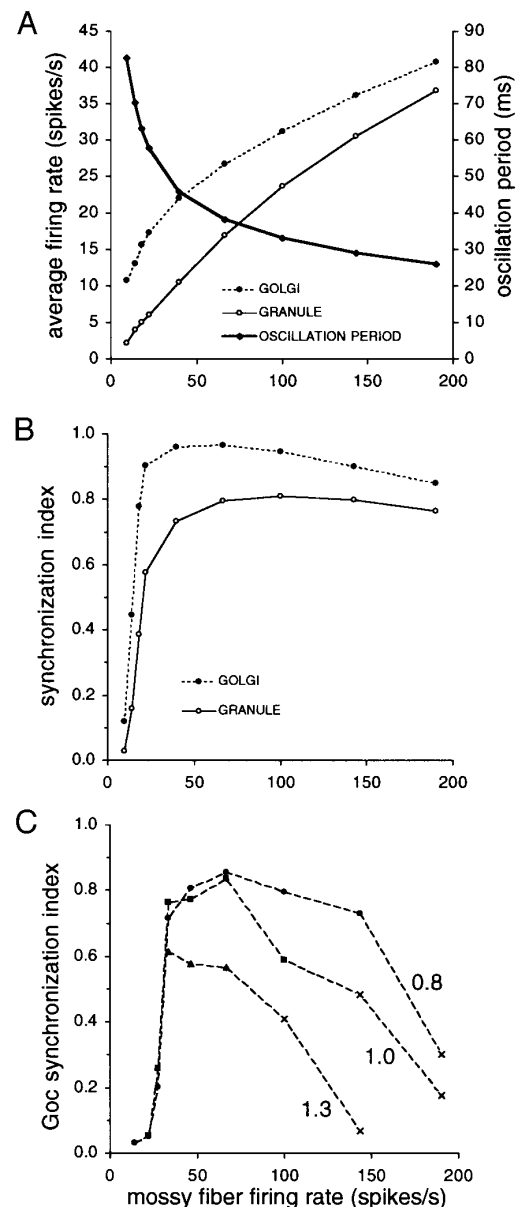 A
average firing rate (spikes/s)
45
40
35
30
25
20
15
10
5
0
90
80
70
60
50
40
30
20
10
0
oscillation period (ms)
GOLGI
GRANULE
OSCILLATION PERIOD
0 50 100 150 200
B
synchronization index
1.0
0.8
0.6
0.4
0.2
0.0
GOLGI
GRANULE
0 50 100 150 200
C
Goc synchronization index
1.0
0.8
0.6
0.4
0.2
0.0
0.8
1.0
1.3
0 50 100 150 200
mossy fiber firing rate (spikes/s)